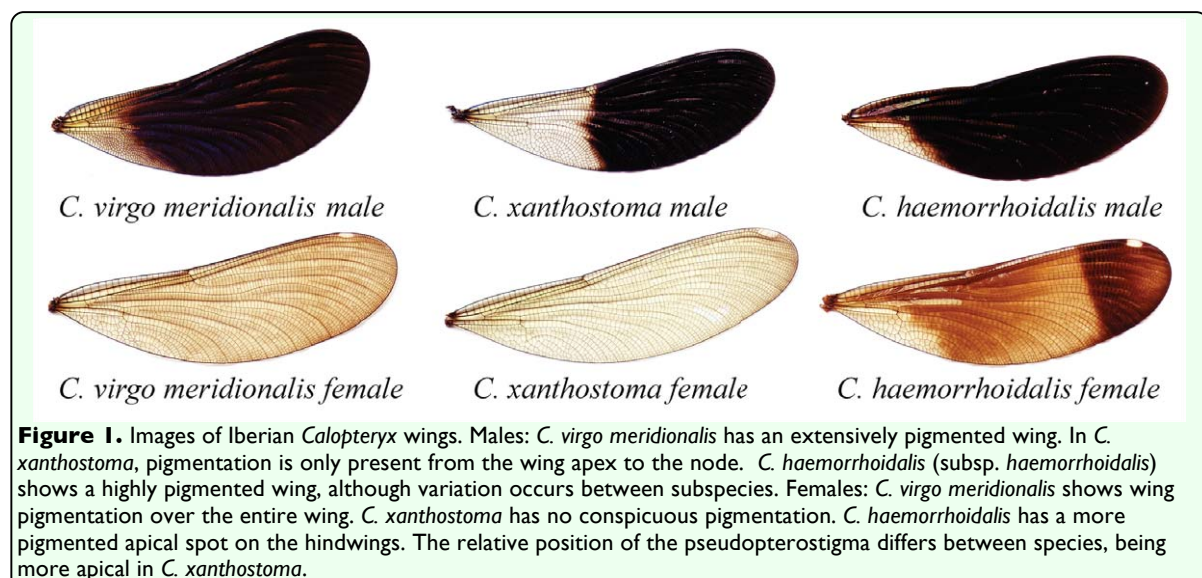 C. virgo meridionalis male
C. xanthostoma male
C. haemorrhoidalis male
C. virgo meridionalis female
C. xanthostoma female
C. haemorrhoidalis female
Figure 1. Images of Iberian Calopteryx wings. Males: C. virgo meridionalis has an extensively pigmented wing. In C.
xanthostoma, pigmentation is only present from the wing apex to the node. C. haemorrhoidalis (subsp. haemorrhoidalis)
shows a highly pigmented wing, although variation occurs between subspecies. Females: C. virgo meridionalis shows wing
pigmentation over the entire wing. C. xanthostoma has no conspicuous pigmentation. C. haemorrhoidalis has a more
pigmented apical spot on the hindwings. The relative position of the pseudopterostigma differs between species, being
more apical in C. xanthostoma.